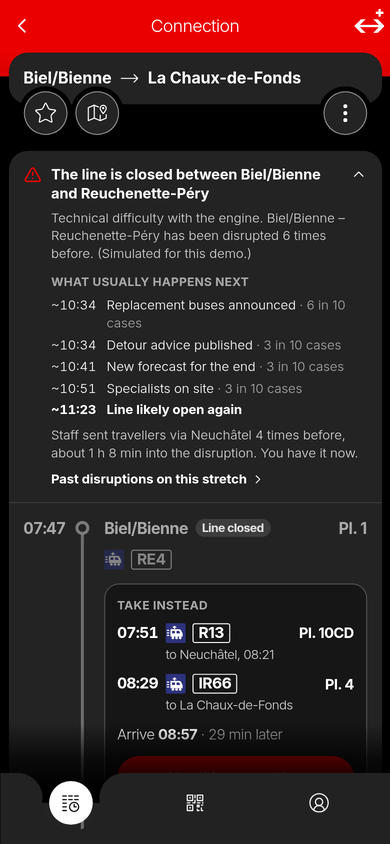 Connection
Biel/Bienne → La Chaux-de-Fonds
The line is closed between Biel/Bienne
and Reuchenette-Péry
Technical difficulty with the engine. Biel/Bienne –
Reuchenette-Péry has been disrupted 6 times
before. (Simulated for this demo.)
WHAT USUALLY HAPPENS NEXT
~10:34 Replacement buses announced · 6 in 10
cases
~10:34 Detour advice published · 3 in 10 cases
~10:41 New forecast for the end · 3 in 10 cases
~10:51 Specialists on site · 3 in 10 cases
~11:23 Line likely open again
Staff sent travellers via Neuchâtel 4 times before,
about 1 h 8 min into the disruption. You have it now.
Past disruptions on this stretch
07:47 Biel/Bienne Line closed Pl. 1
RE4
TAKE INSTEAD
07:51 R13 Pl. 10CD
to Neuchâtel, 08:21
08:29 IR66 Pl. 4
to La Chaux-de-Fonds
Arrive 08:57 · 29 min later